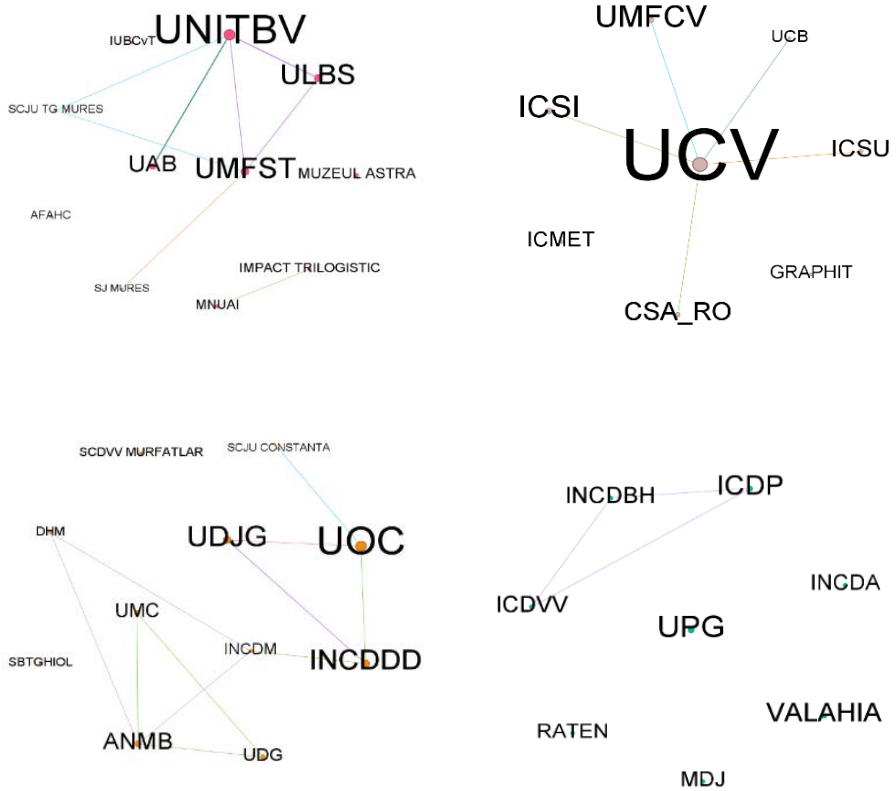 UNITBV
IUBCvT
ULBS
SCJU TG MURES
UAB
UMFST
MUZEUL ASTRA
AFAHC
IMPACT TRILOGISTIC
SJ MURES
MNUAI
UMFCV
UCB
ICSI
UCV
ICSU
ICMET
GRAPHIT
CSA_RO
SCDVV MURFATLAR
SCJU CONSTANTA
DHM
UDJG
UOC
UMC
INCDM
SBTGHIOL
INCDDD
ANMB
UDG
INCDBH
ICDP
INCDA
ICDVV
UPG
VALAHIA
RATEN
MDJ